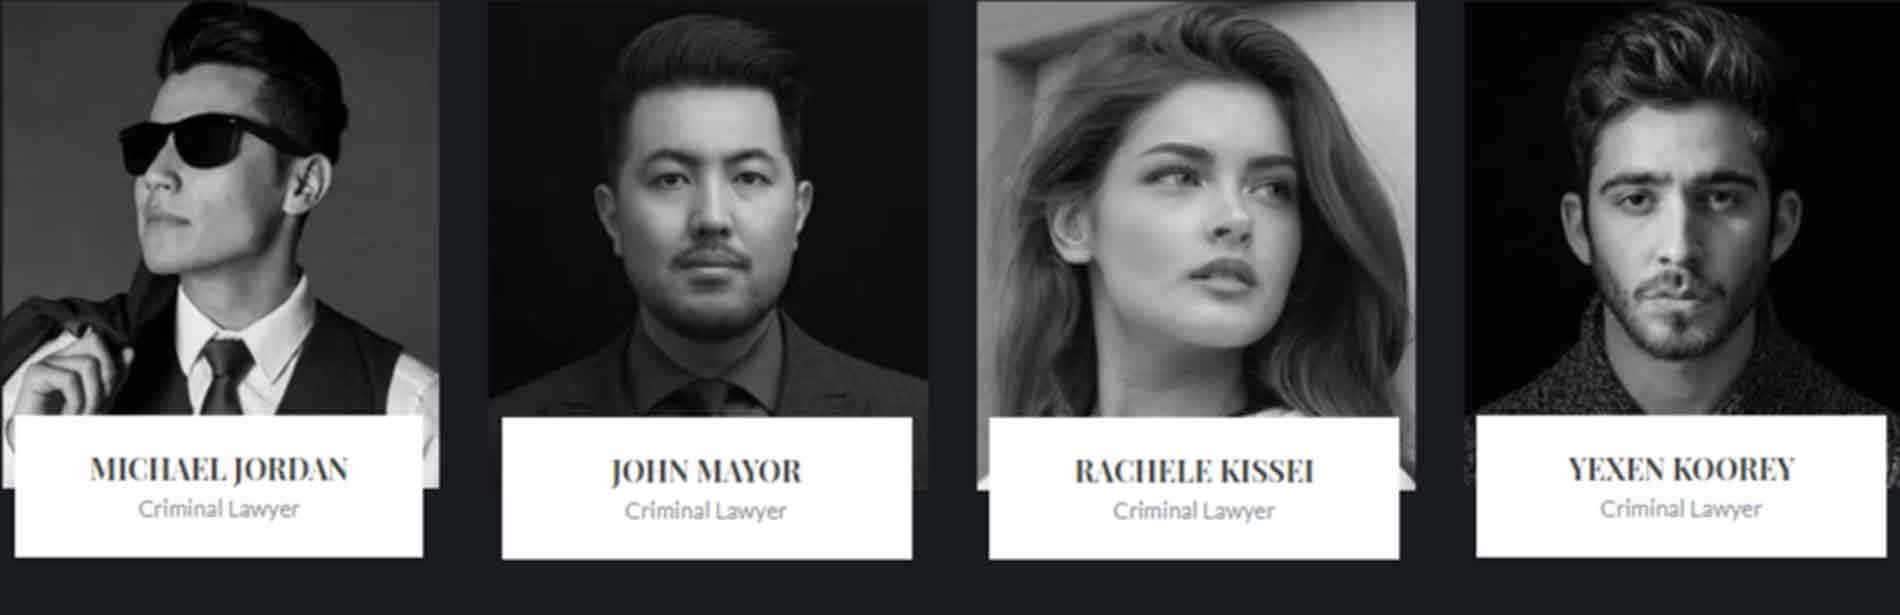 MICHAEL JORDAN
Criminal Lawyer
JOHN MAYOR
Criminal Lawyer
RACHELE KISSEI
Criminal Lawyer
YEXEN KOOREY
Criminal Lawyer